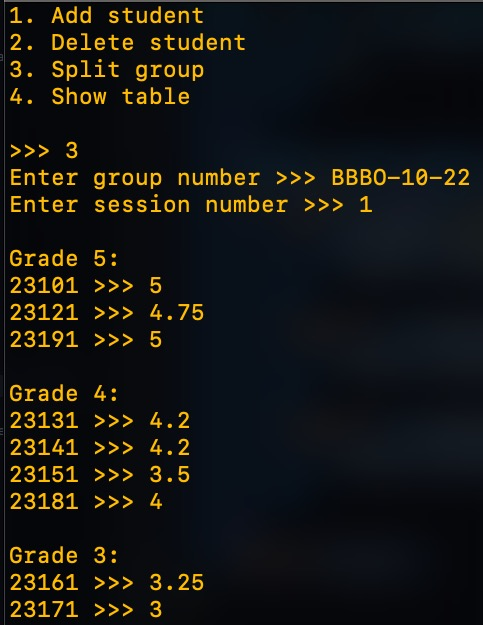 1. Add student
2. Delete student
3. Split group
4. Show table
>>> 3
Enter group number >>> BBBO-10-22
Enter session number >>> 1
Grade 5:
23101 >>> 5
23121 >>> 4.75
23191 >>> 5
Grade 4:
23131 >>> 4.2
23141 >>> 4.2
23151 >>> 3.5
23181 >>> 4
Grade 3:
23161 >>> 3.25
23171 >>> 3